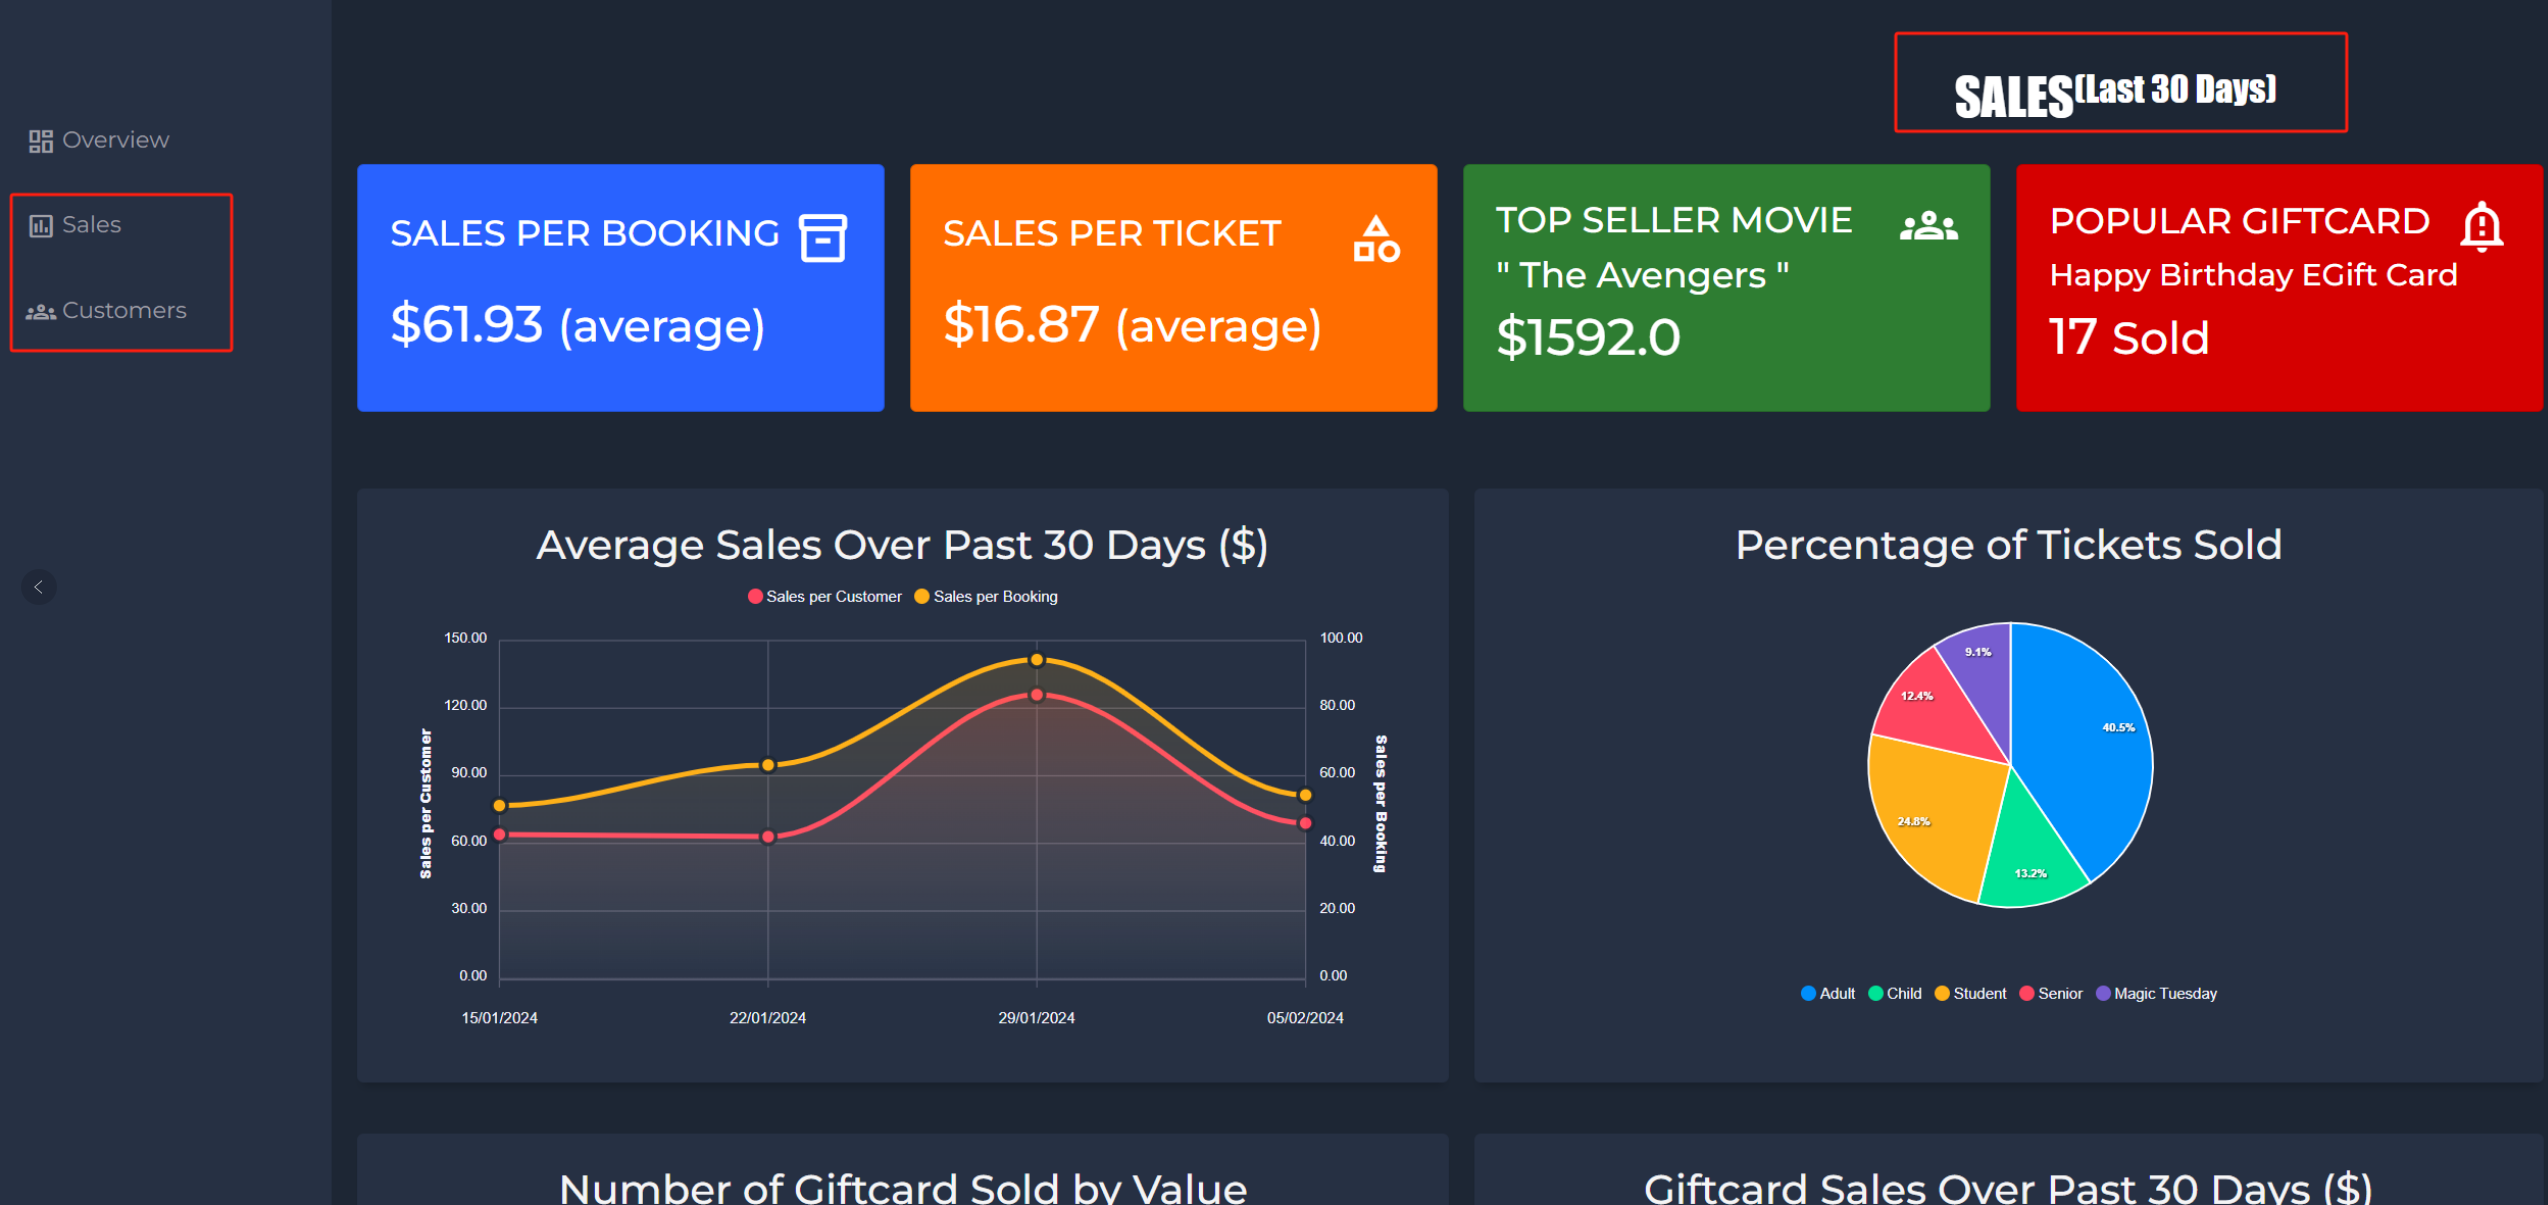 SALES(Last 30 Days)
Overview
Sales
Customers
SALES PER BOOKING
$61.93 (average)
SALES PER TICKET
$16.87 (average)
TOP SELLER MOVIE
" The Avengers "
$1592.0
POPULAR GIFTCARD
Happy Birthday EGift Card
17 Sold
Average Sales Over Past 30 Days ($)
Sales per Customer Sales per Booking
150.00
120.00
90.00
60.00
30.00
0.00
Sales per Customer
100.00
80.00
60.00
40.00
20.00
0.00
Sales per Booking
15/01/2024 22/01/2024 29/01/2024 05/02/2024
Percentage of Tickets Sold
9.1%
12.4%
40.5%
24.8%
13.2%
Adult Child Student Senior Magic Tuesday
Number of Giftcard Sold by Value
Giftcard Sales Over Past 30 Days ($)